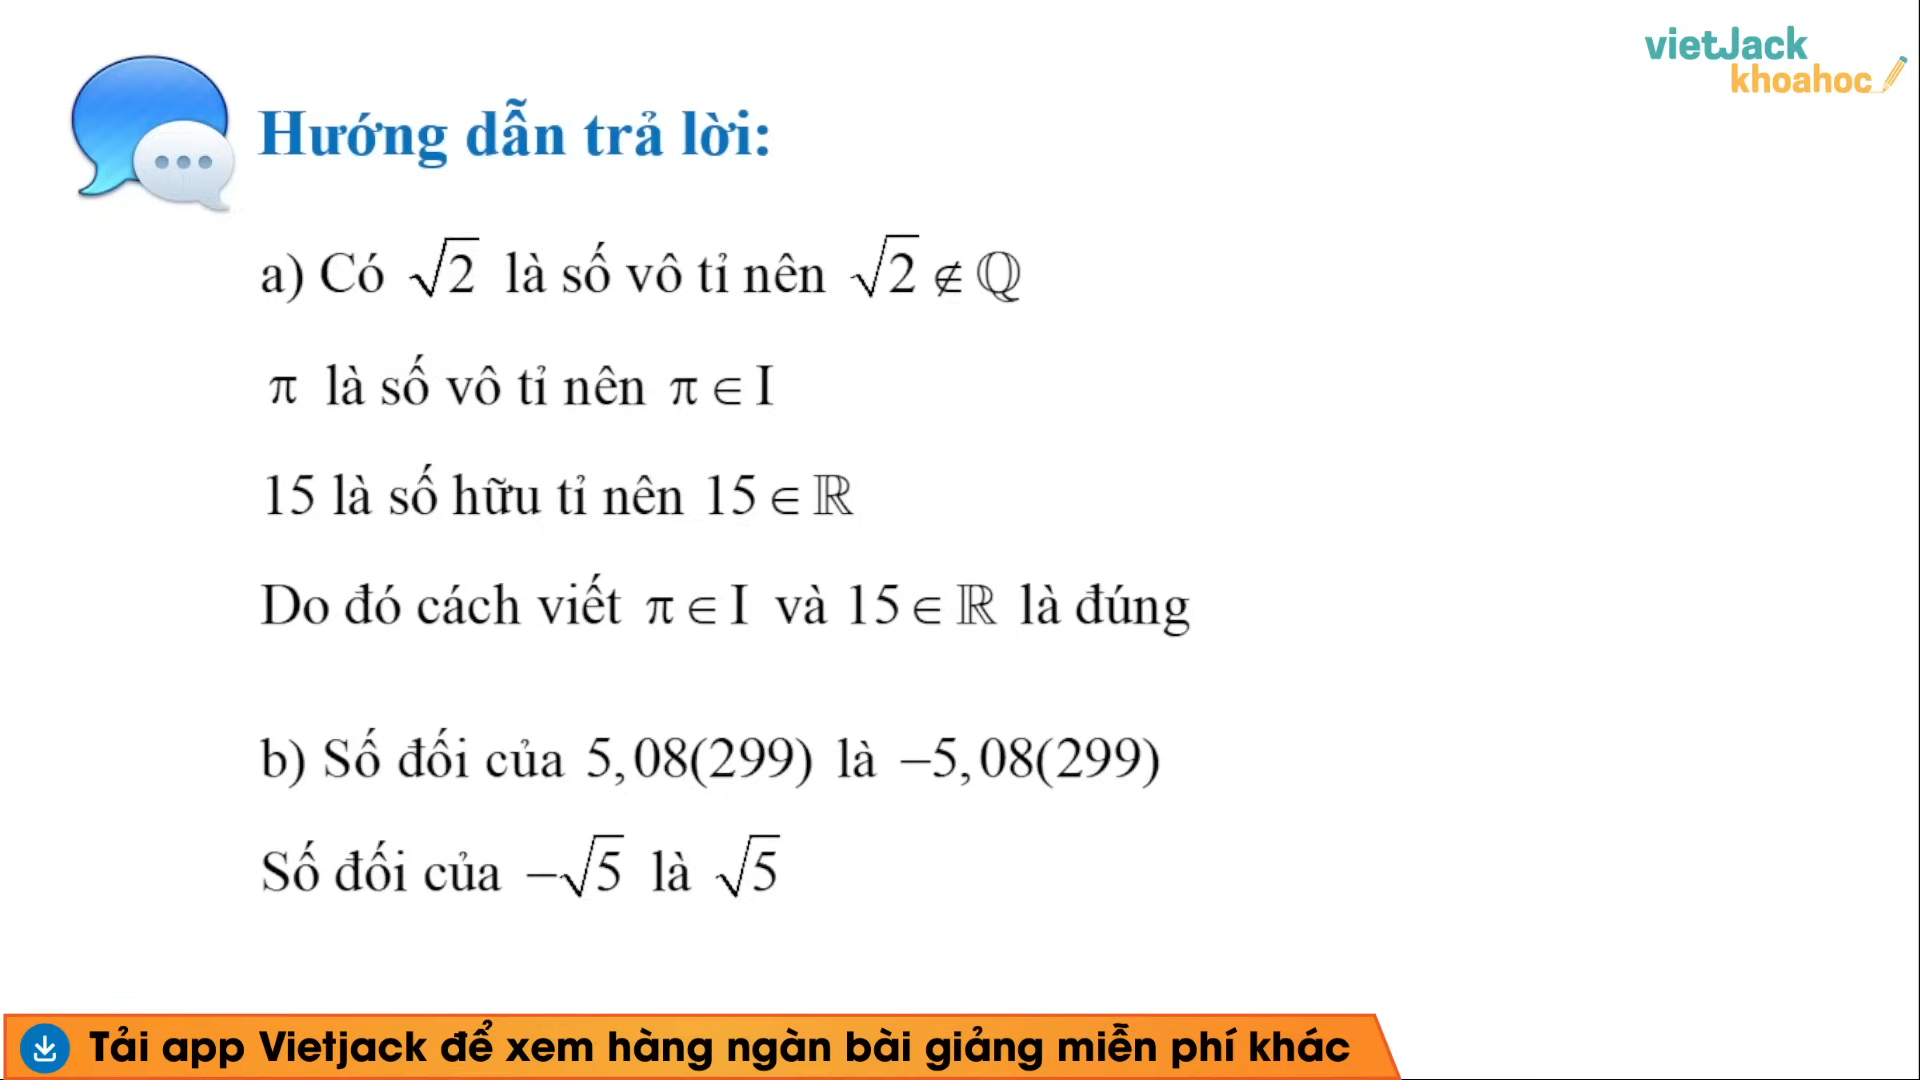 vietJack
khoahoc
Hướng dẫn trả lời:
a) Có √2 là số vô tỉ nên √2 ∉ ℚ
π là số vô tỉ nên π ∈ I
15 là số hữu tỉ nên 15 ∈ ℝ
Do đó cách viết π ∈ I và 15 ∈ ℝ là đúng
b) Số đối của 5,08(299) là –5,08(299)
Số đối của –√5 là √5
Tải app Vietjack để xem hàng ngàn bài giảng miễn phí khác